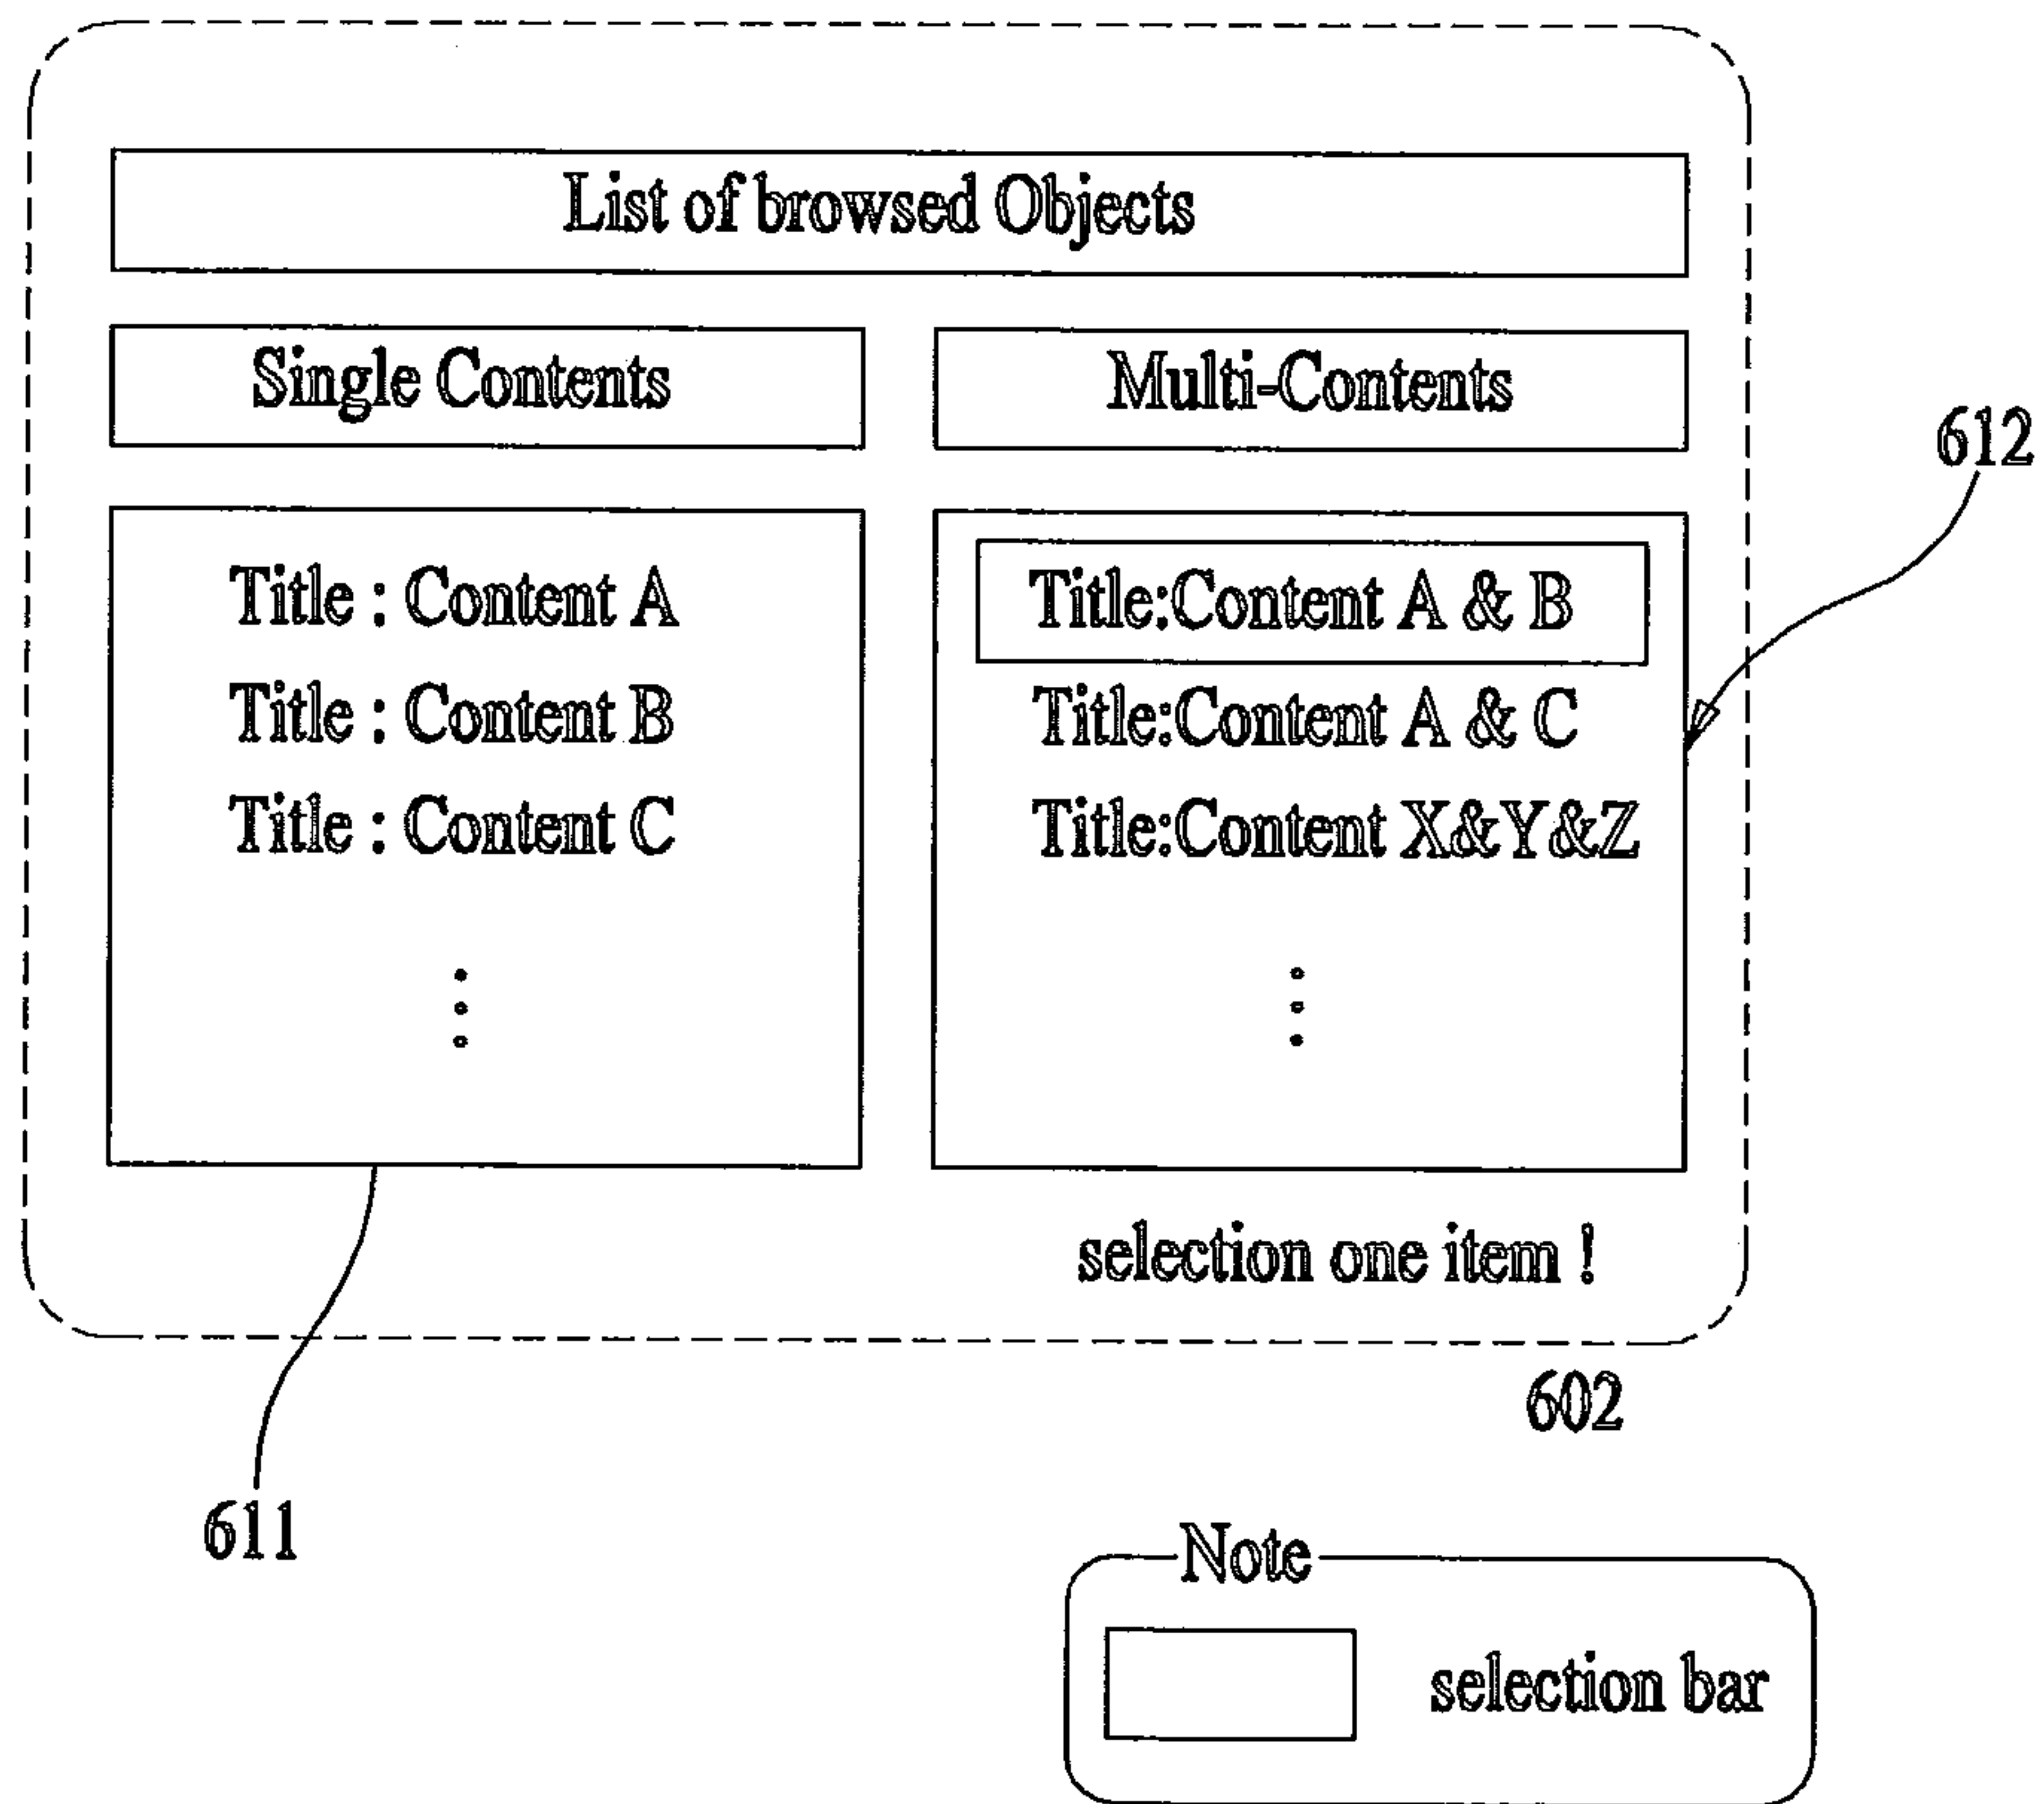 List of browsed Objects
Single Contents
Multi-Contents
612
Title : Content A
Title : Content B
Title : Content C
Title:Content A & B
Title:Content A & C
Title:Content X&Y&Z
selection one item !
602
611
Note
selection bar